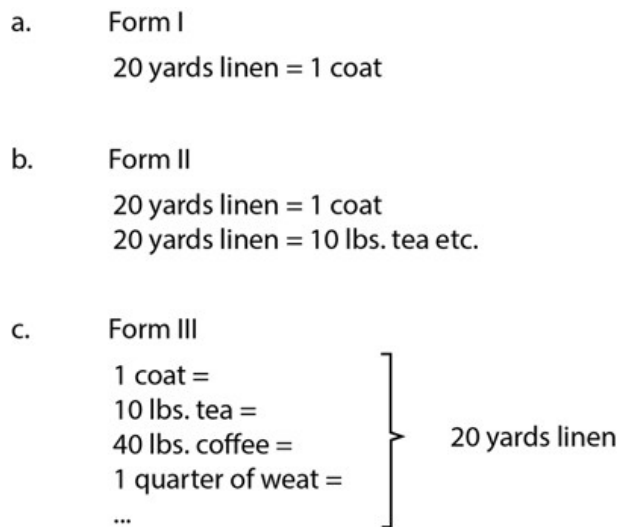 a. Form I
20 yards linen = 1 coat
b. Form II
20 yards linen = 1 coat
20 yards linen = 10 lbs. tea etc.
c. Form III
1 coat =
10 lbs. tea =
40 lbs. coffee =
20 yards linen
1 quarter of weat =
...